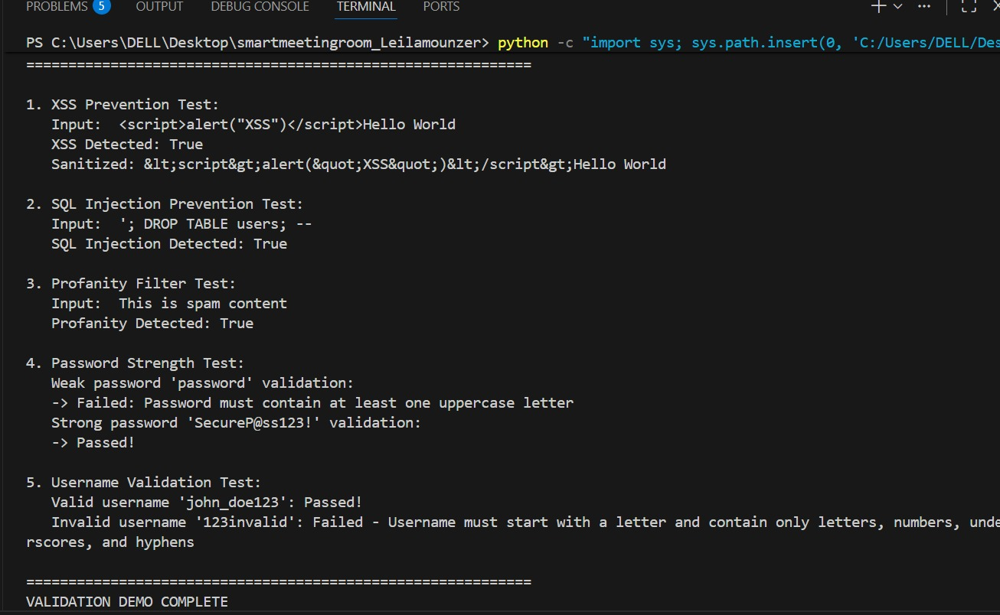 PROBLEMS 5 OUTPUT DEBUG CONSOLE TERMINAL PORTS
PS C:\Users\DELL\Desktop\smartmeetingroom_Leilamounzer> python -c "import sys; sys.path.insert(0, 'C:/Users/DELL/Des
============================================================
1. XSS Prevention Test:
Input:  <script>alert("XSS")</script>Hello World
XSS Detected: True
Sanitized: &lt;script&gt;alert(&quot;XSS&quot;)&lt;/script&gt;Hello World
2. SQL Injection Prevention Test:
Input:  '; DROP TABLE users; --
SQL Injection Detected: True
3. Profanity Filter Test:
Input:  This is spam content
Profanity Detected: True
4. Password Strength Test:
Weak password 'password' validation:
-> Failed: Password must contain at least one uppercase letter
Strong password 'SecureP@ss123!' validation:
-> Passed!
5. Username Validation Test:
Valid username 'john_doe123': Passed!
Invalid username '123invalid': Failed - Username must start with a letter and contain only letters, numbers, unde
rscores, and hyphens
============================================================
VALIDATION DEMO COMPLETE